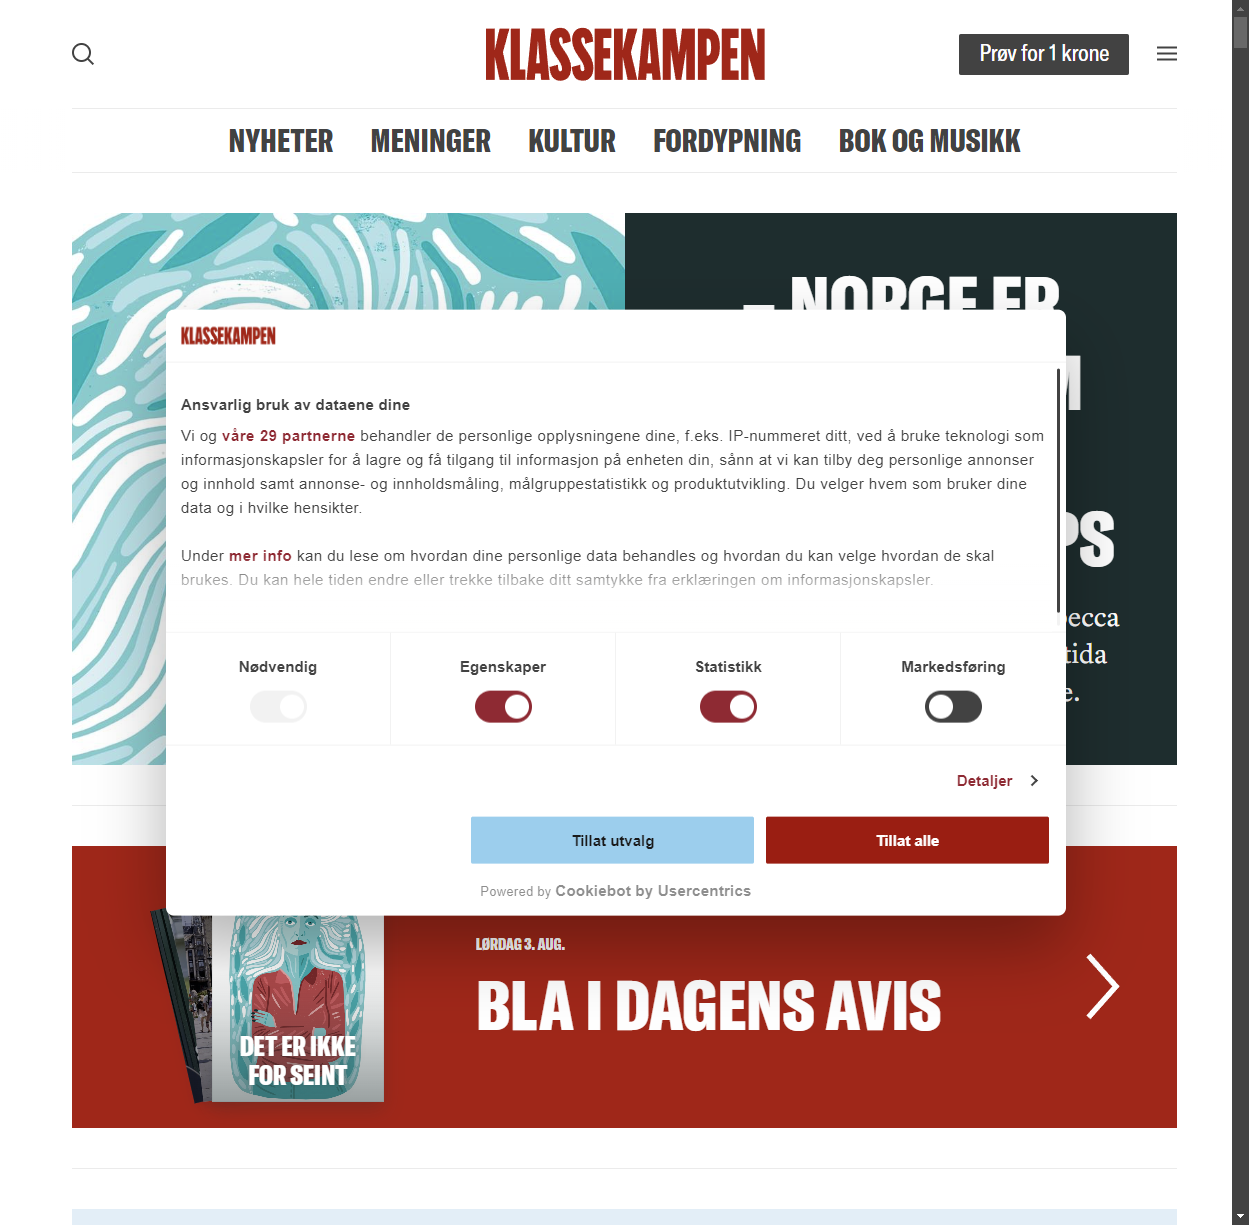 KLASSEKAMPEN
Prøv for 1 krone
NYHETER MENINGER KULTUR FORDYPNING BOK OG MUSIKK
– NORGE ER
KLASSEKAMPEN
Ansvarlig bruk av dataene dine
Vi og våre 29 partnerne behandler de personlige opplysningene dine, f.eks. IP-nummeret ditt, ved å bruke teknologi som
informasjonskapsler for å lagre og få tilgang til informasjon på enheten din, sånn at vi kan tilby deg personlige annonser
og innhold samt annonse- og innholdsmåling, målgruppestatistikk og produktutvikling. Du velger hvem som bruker dine
data og i hvilke hensikter.
Under mer info kan du lese om hvordan dine personlige data behandles og hvordan du kan velge hvordan de skal
brukes. Du kan hele tiden endre eller trekke tilbake ditt samtykke fra erklæringen om informasjonskapsler.
Nødvendig Egenskaper Statistikk Markedsføring
Detaljer
Tillat utvalg Tillat alle
Powered by Cookiebot by Usercentrics
LØRDAG 3. AUG.
BLA I DAGENS AVIS
DET ER IKKE
FOR SEINT